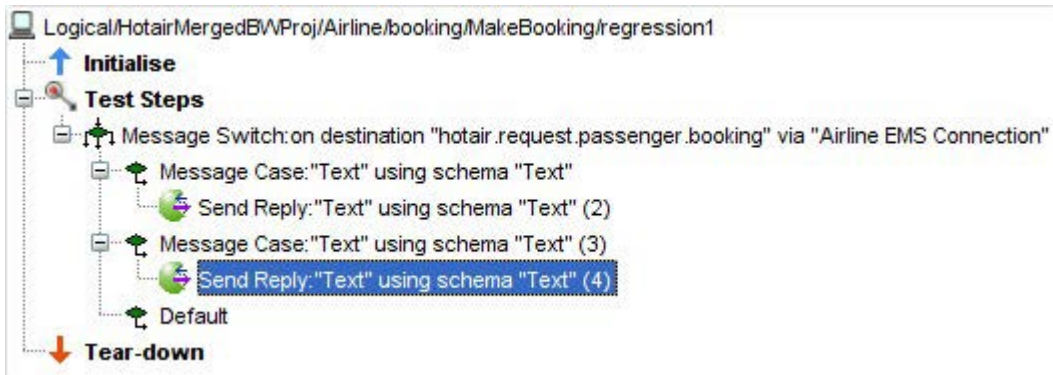 Logical/HotairMergedBWProj/Airline/booking/MakeBooking/regression1
Initialise
Test Steps
Message Switch:on destination "hotair.request.passenger.booking" via "Airline EMS Connection"
Message Case:"Text" using schema "Text"
Send Reply:"Text" using schema "Text" (2)
Message Case:"Text" using schema "Text" (3)
Send Reply:"Text" using schema "Text" (4)
Default
Tear-down